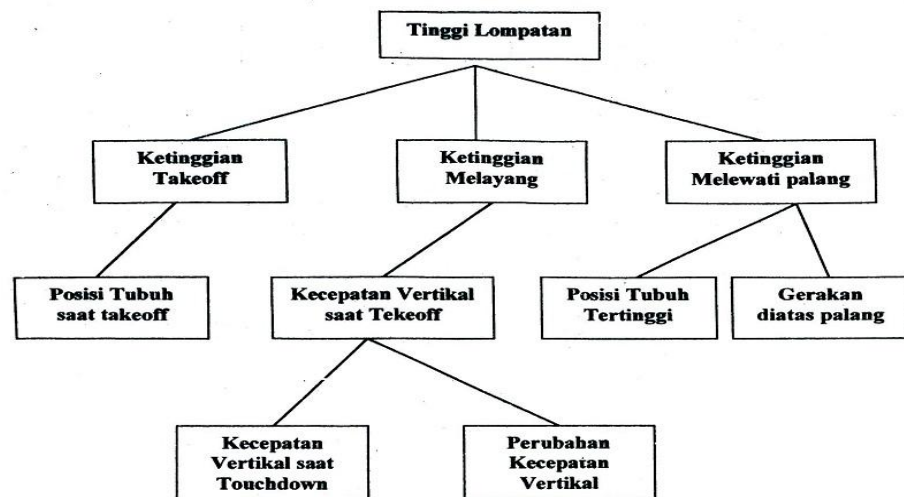 Tinggi Lompatan
Ketinggian
Takeoff
Ketinggian
Melayang
Ketinggian
Melewati palang
Posisi Tubuh
saat takeoff
Kecepatan Vertikal
saat Tekeoff
Posisi Tubuh
Tertinggi
Gerakan
diatas palang
Kecepatan
Vertikal saat
Touchdown
Perubahan
Kecepatan
Vertikal